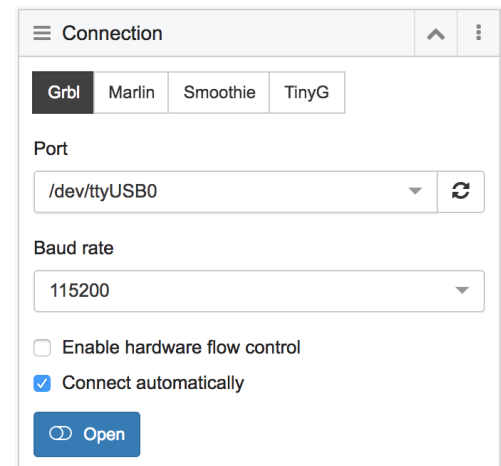 Connection
Grbl Marlin Smoothie TinyG
Port
/dev/ttyUSB0
Baud rate
115200
Enable hardware flow control
Connect automatically
Open